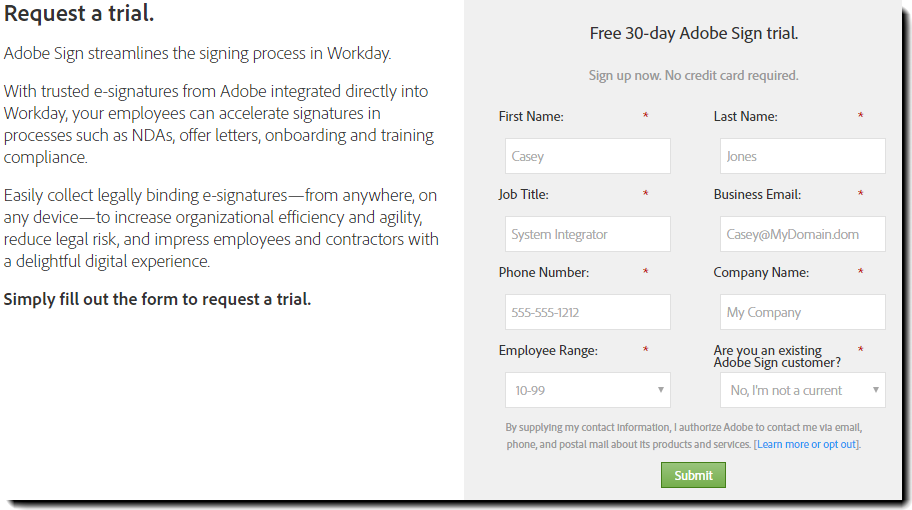 Request a trial.
Adobe Sign streamlines the signing process in Workday.
With trusted e-signatures from Adobe integrated directly into
Workday, your employees can accelerate signatures in
processes such as NDAs, offer letters, onboarding and training
compliance.
Easily collect legally binding e-signatures—from anywhere, on
any device—to increase organizational efficiency and agility,
reduce legal risk, and impress employees and contractors with
a delightful digital experience.
Simply fill out the form to request a trial.
Free 30-day Adobe Sign trial.
Sign up now. No credit card required.
First Name: * Last Name: *
Casey Jones
Job Title: * Business Email: *
System Integrator Casey@MyDomain.dom
Phone Number: * Company Name: *
555-555-1212 My Company
Employee Range: * Are you an existing *
Adobe Sign customer?
10-99 No, I'm not a current
By supplying my contact information, I authorize Adobe to contact me via email,
phone, and postal mail about its products and services. [Learn more or opt out].
Submit